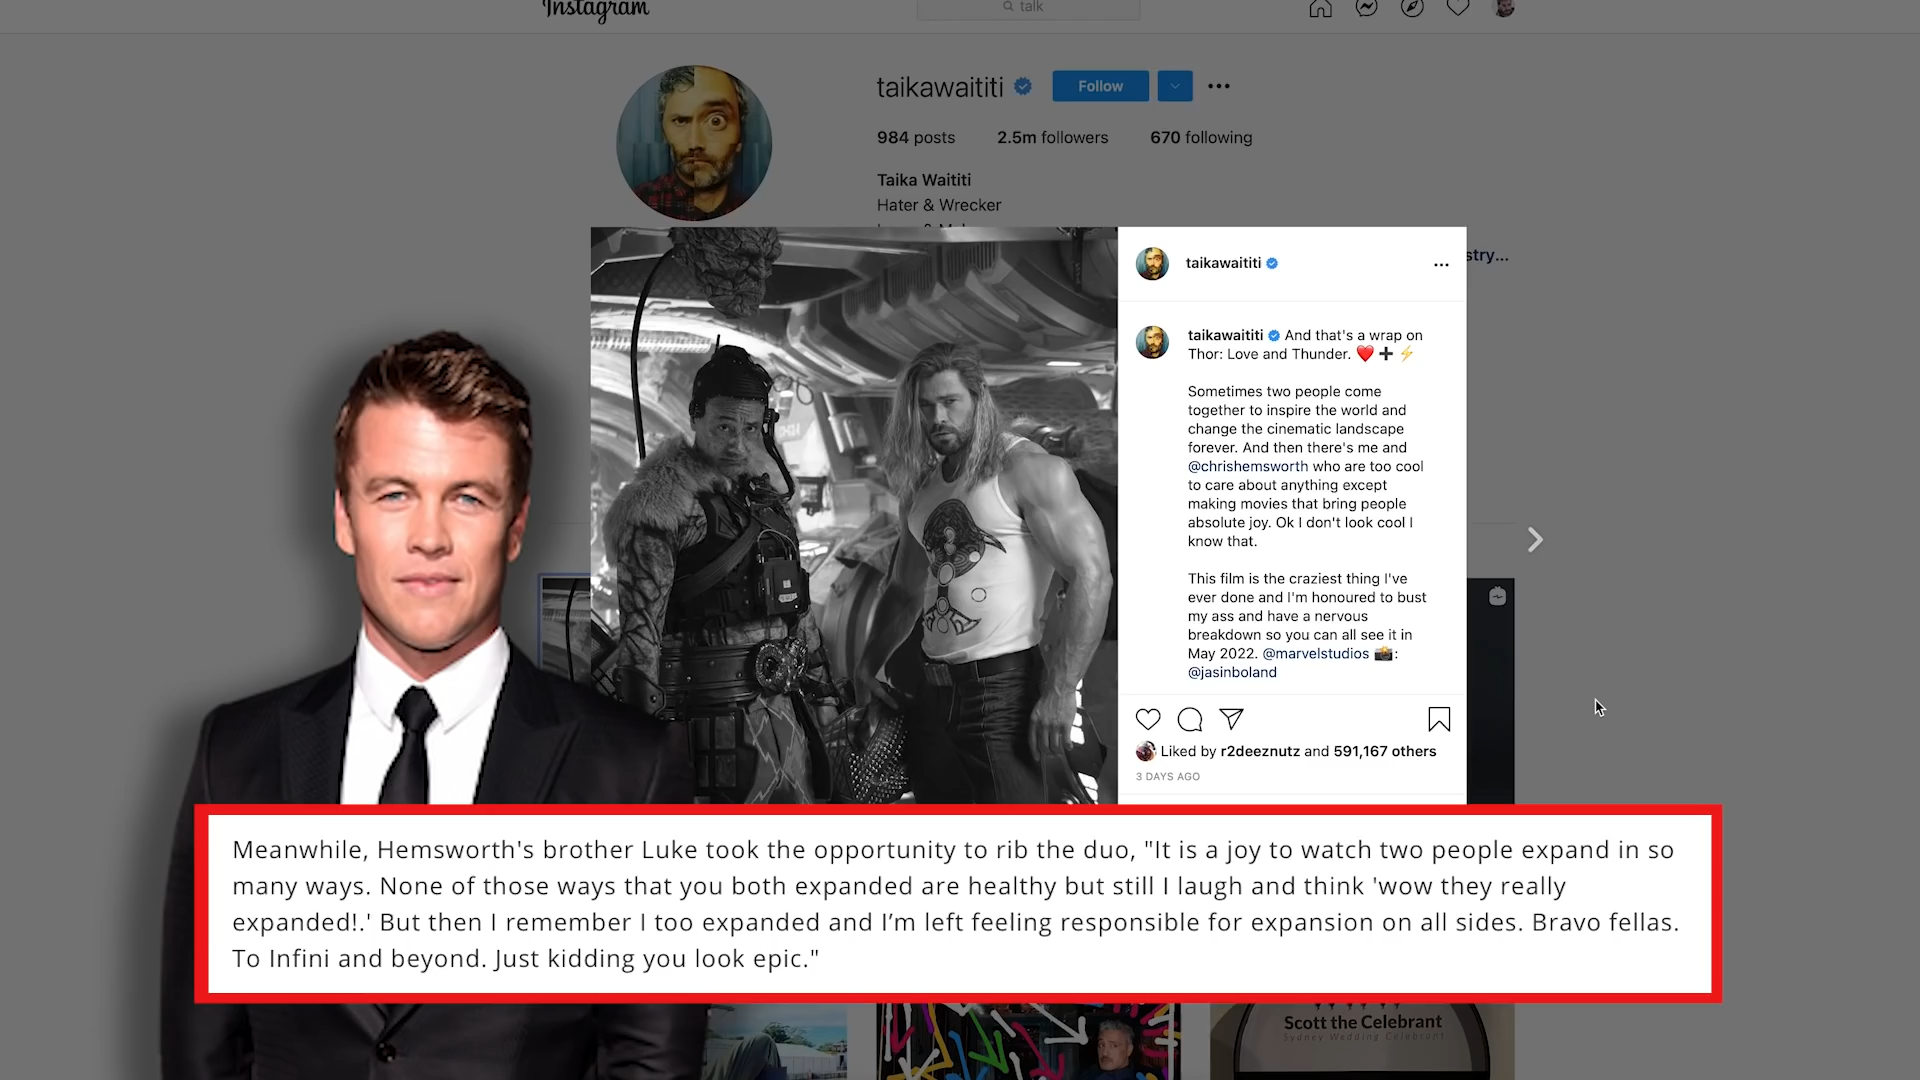 Instagram
talk
taikawaititi
Follow
984 posts 2.5m followers 670 following
Taika Waititi
Hater & Wrecker
stry...
taikawaititi
taikawaititi And that's a wrap on
Thor: Love and Thunder. ❤️ ➕ ⚡
Sometimes two people come
together to inspire the world and
change the cinematic landscape
forever. And then there's me and
@chrishemsworth who are too cool
to care about anything except
making movies that bring people
absolute joy. Ok I don't look cool I
know that.
This film is the craziest thing I've
ever done and I'm honoured to bust
my ass and have a nervous
breakdown so you can all see it in
May 2022. @marvelstudios 📸:
@jasinboland
Liked by r2deeznutz and 591,167 others
3 DAYS AGO
Meanwhile, Hemsworth's brother Luke took the opportunity to rib the duo, "It is a joy to watch two people expand in so
many ways. None of those ways that you both expanded are healthy but still I laugh and think 'wow they really
expanded!.' But then I remember I too expanded and I’m left feeling responsible for expansion on all sides. Bravo fellas.
To Infini and beyond. Just kidding you look epic."
Scott the Celebrant
Sydney Wedding Celebrant